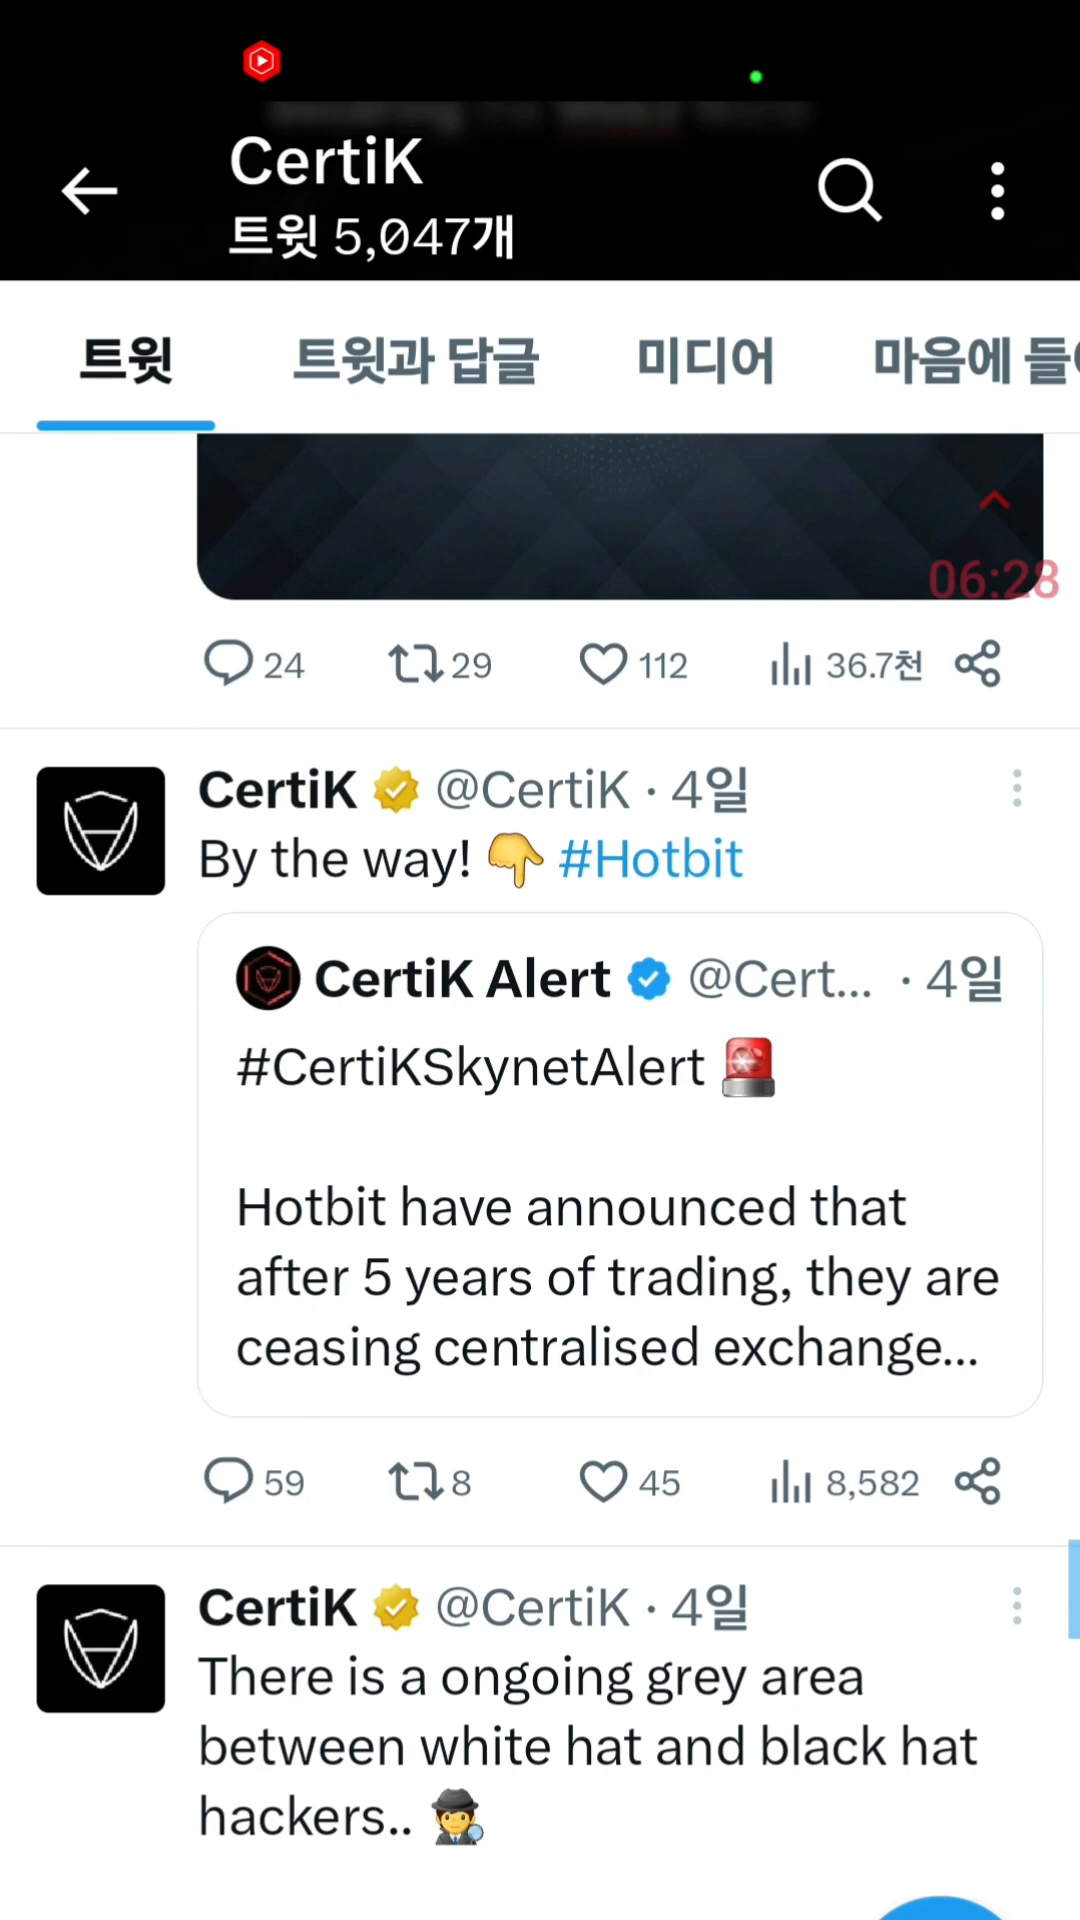 CertiK
트윗 5,047개
트윗 트윗과 답글 미디어 마음에 들
06:28
24 29 112 36.7천
CertiK @CertiK · 4일
By the way! 👇 #Hotbit
CertiK Alert @Cert... · 4일
#CertiKSkynetAlert 🚨
Hotbit have announced that
after 5 years of trading, they are
ceasing centralised exchange...
59 8 45 8,582
CertiK @CertiK · 4일
There is a ongoing grey area
between white hat and black hat
hackers.. 🕵